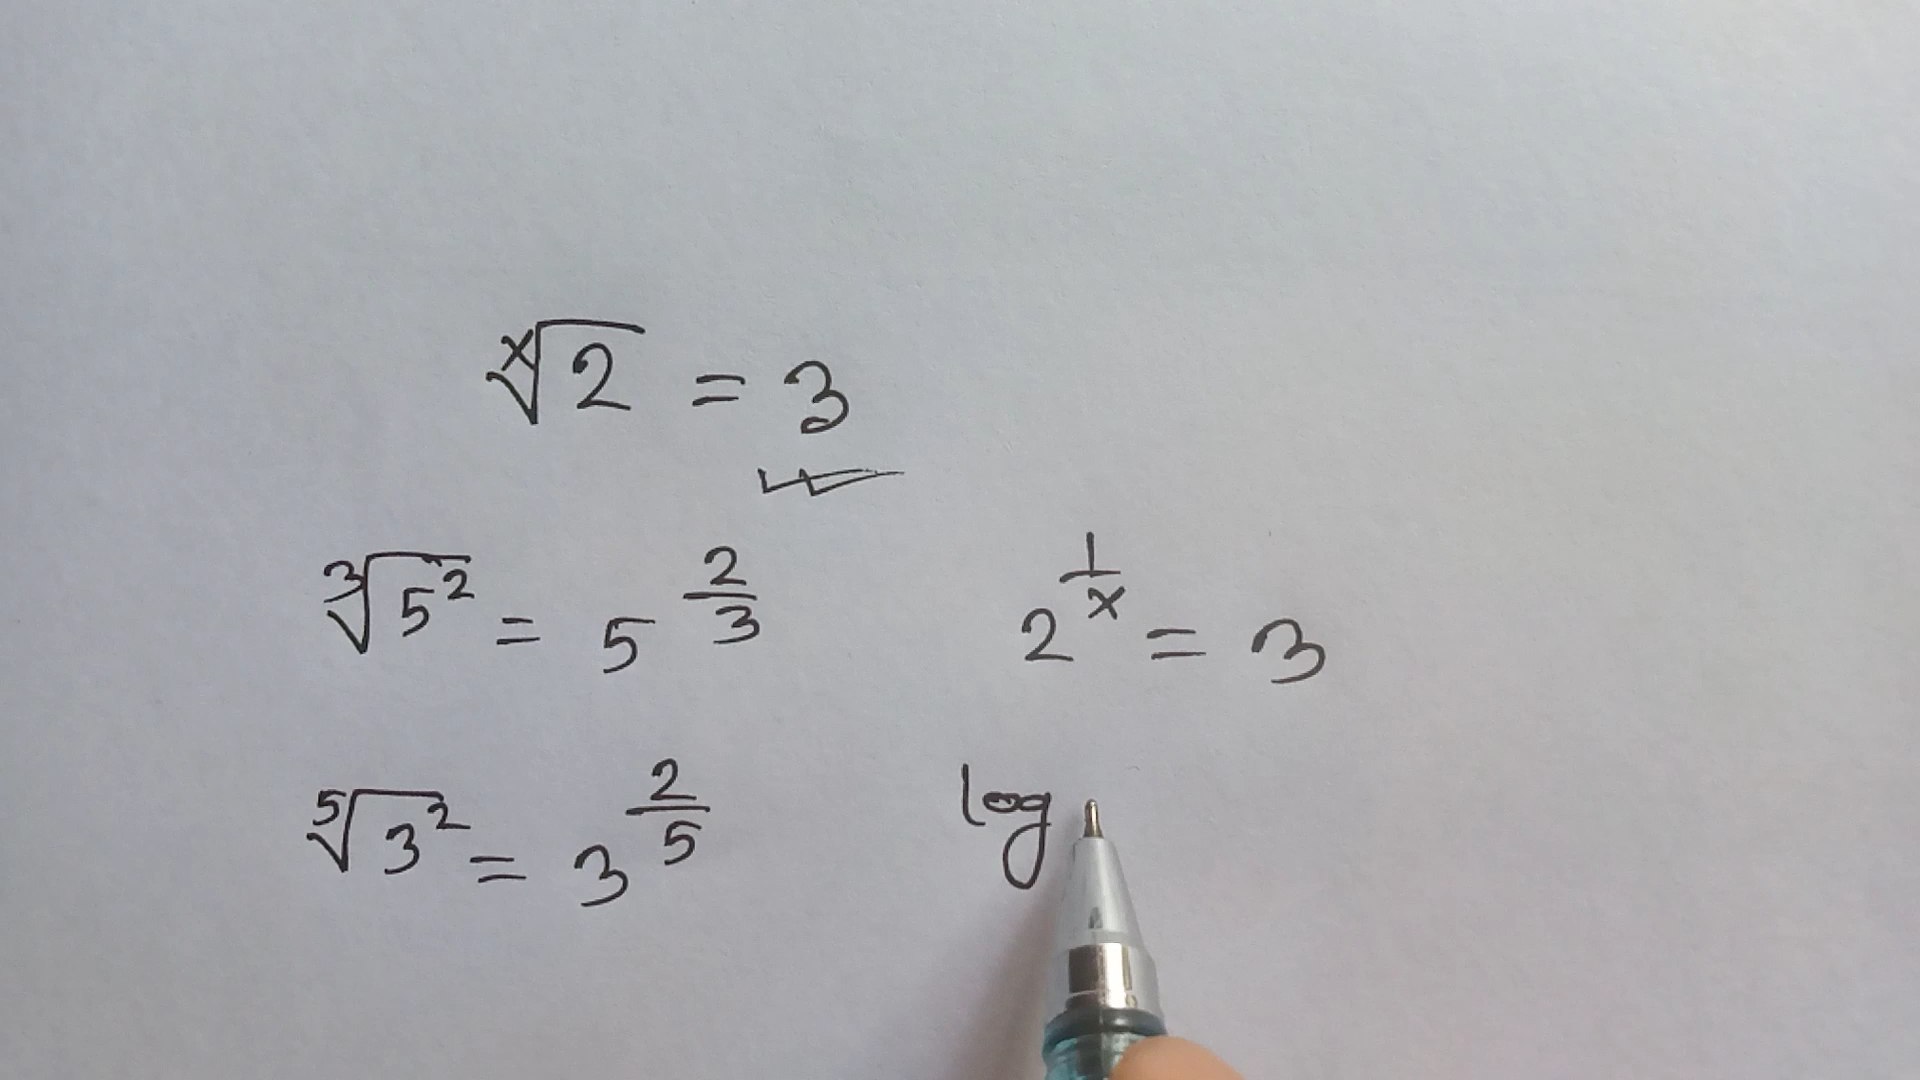 ˣ√2 = 3
³√5² = 5^(2/3)
2^(1/x) = 3
⁵√3² = 3^(2/5)
log